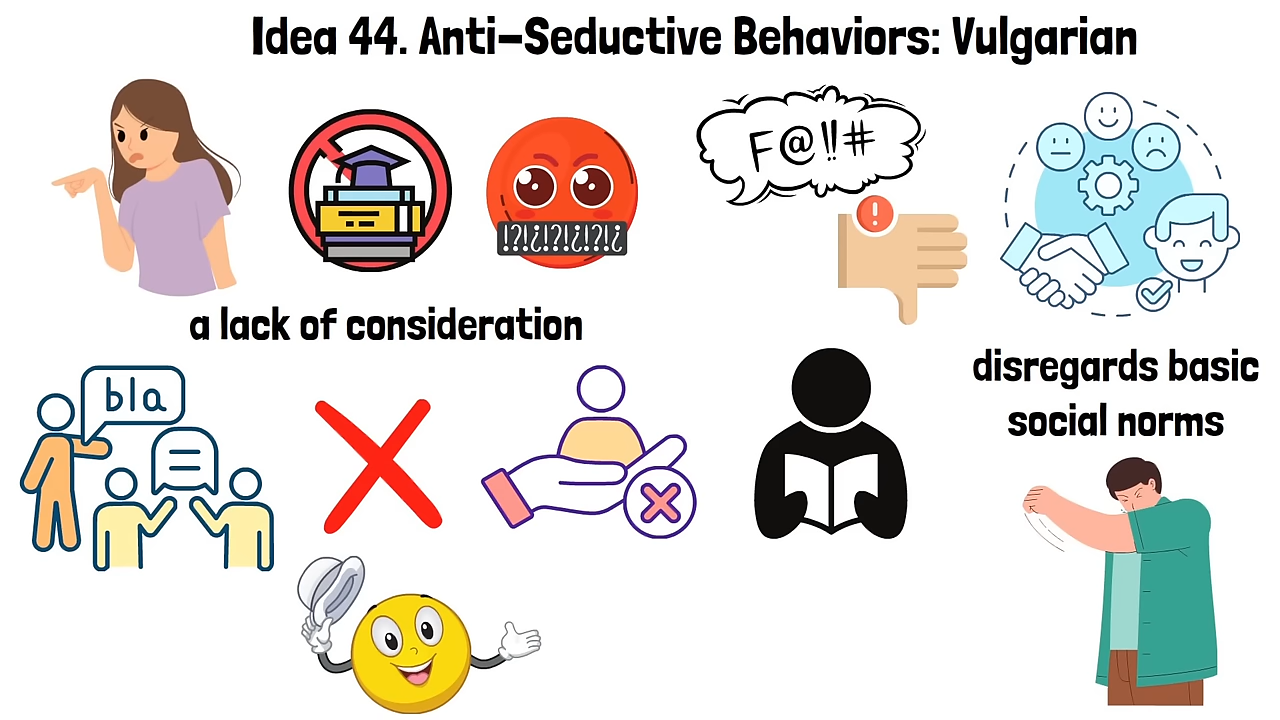 Idea 44. Anti-Seductive Behaviors: Vulgarian
F@!!#
!?!¿!?!¿!?!¿
a lack of consideration
disregards basic
social norms
bla